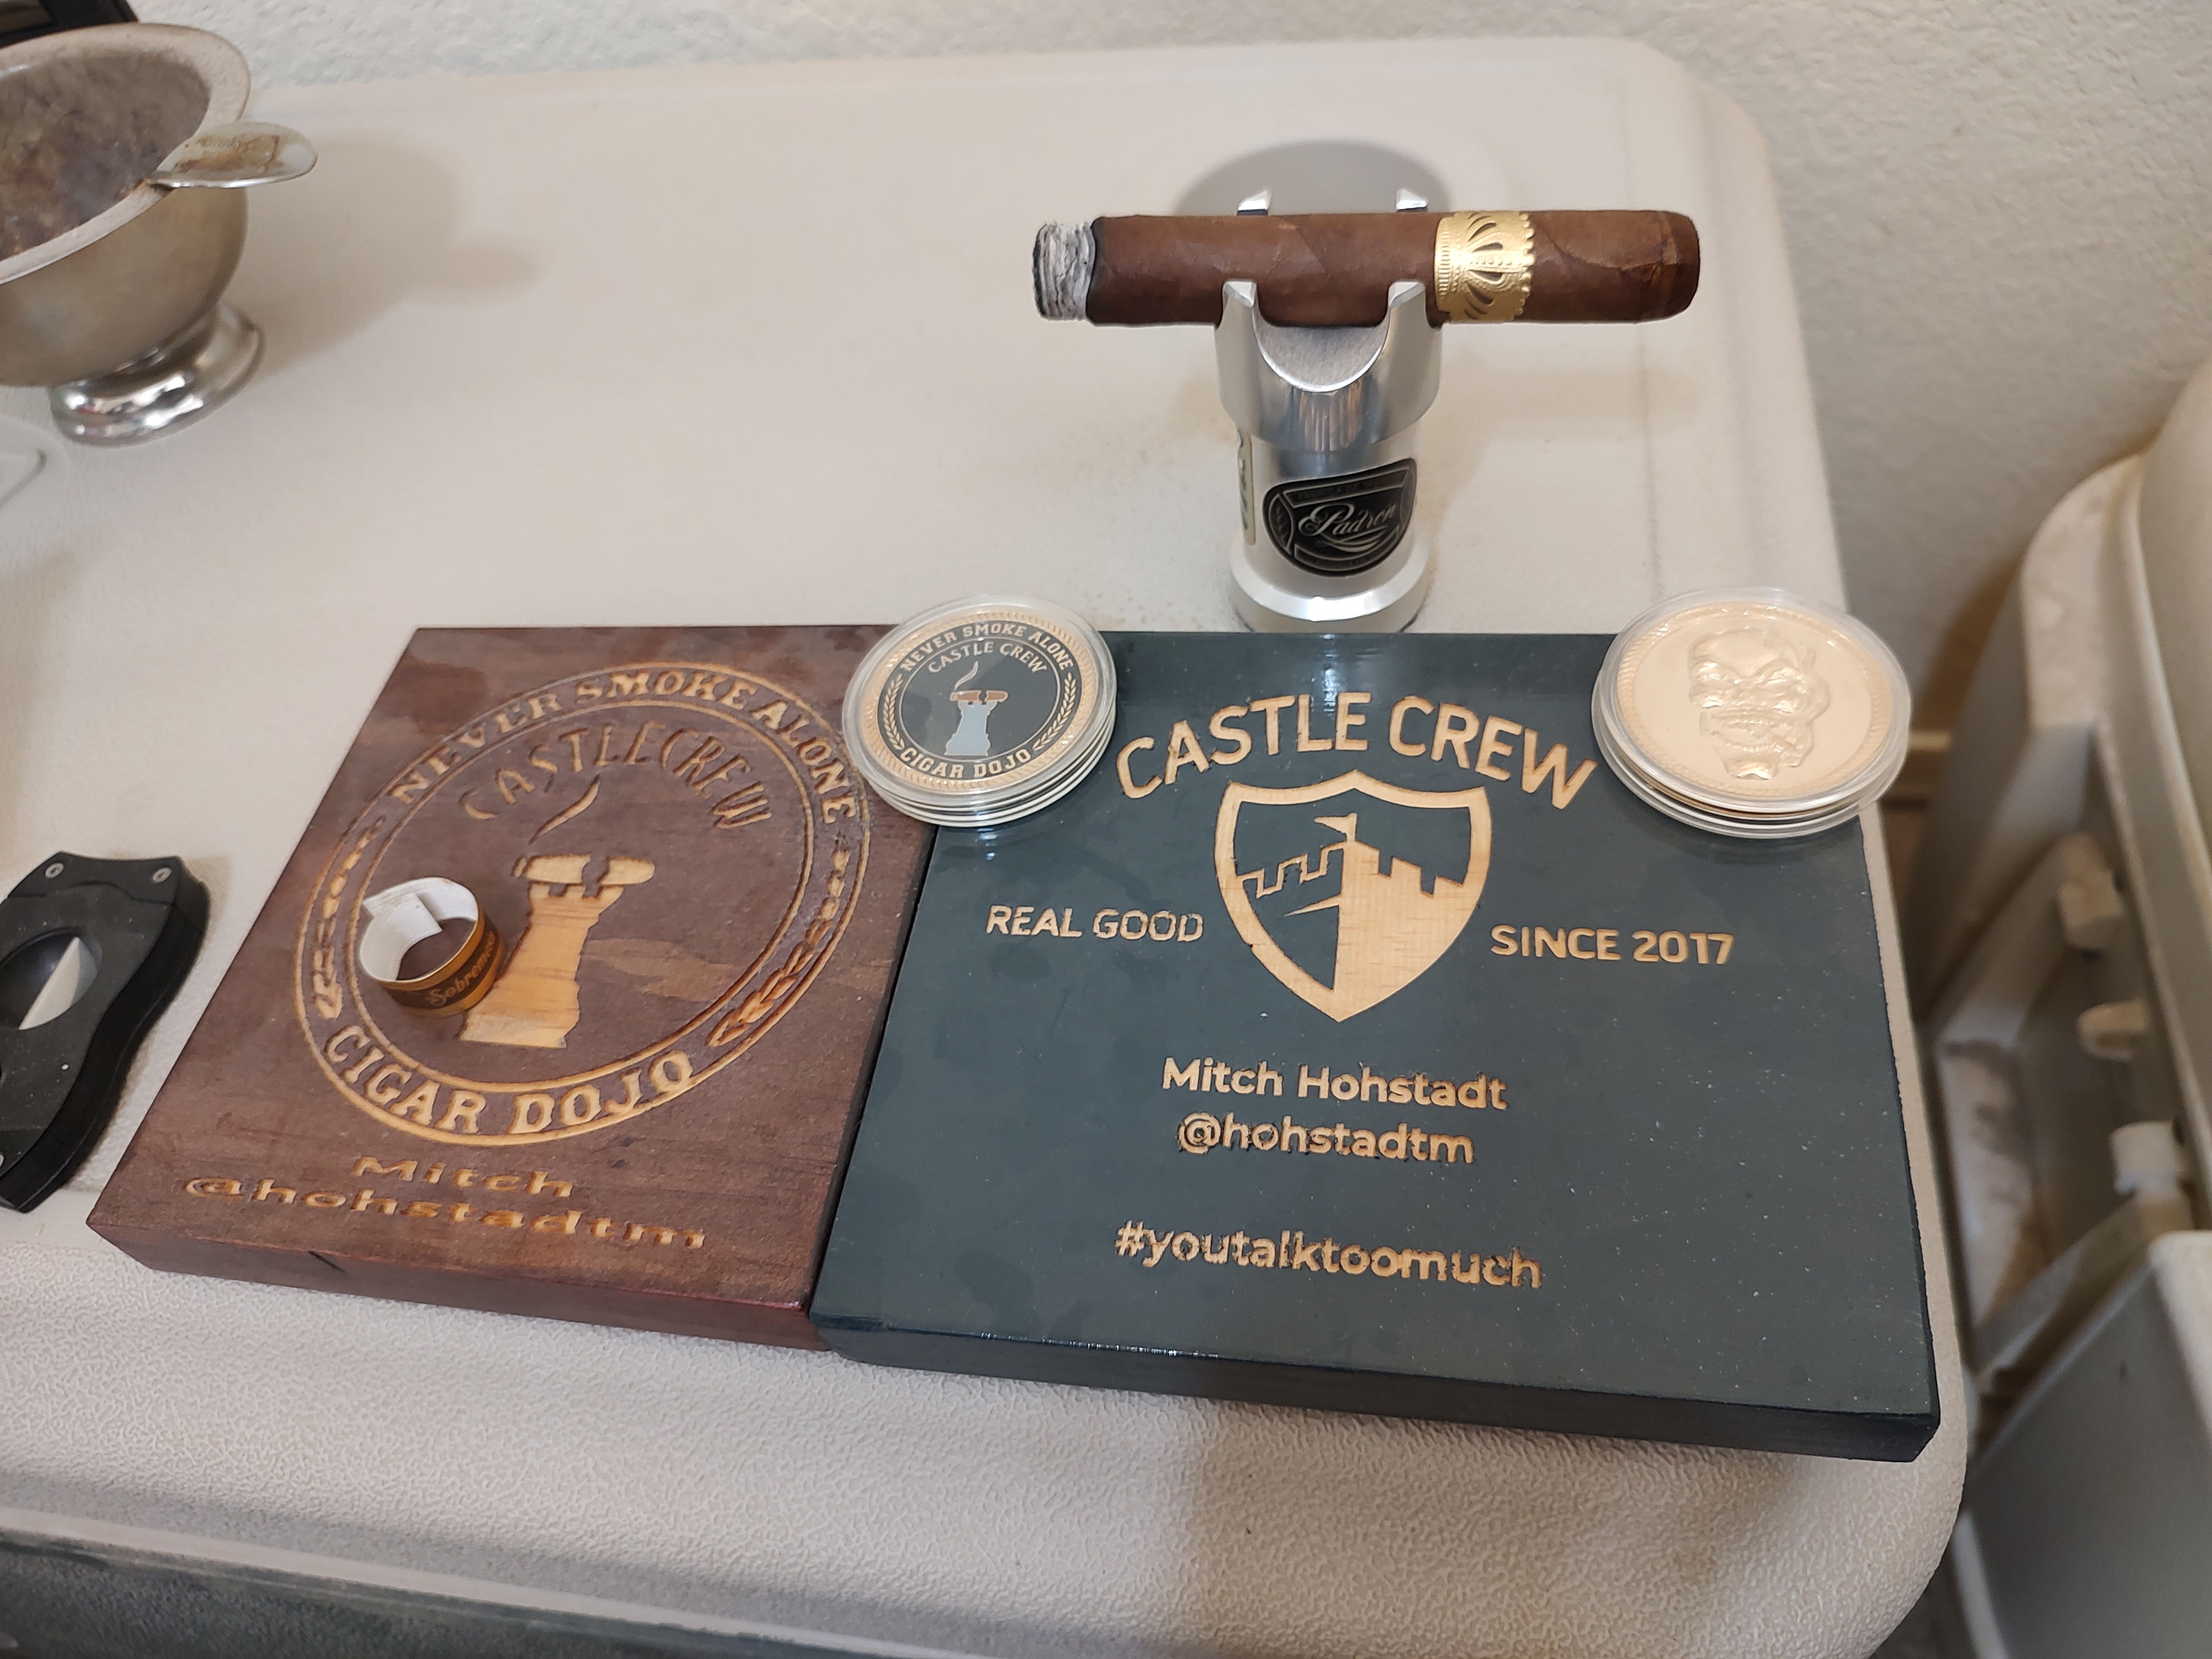 Padron
NEVER SMOKE ALONE
CASTLE CREW
CIGAR DOJO
NEVER SMOKE ALONE
CASTLE CREW
CIGAR DOJO
Mitch
@hohstadtm
Sobremesa
CASTLE CREW
REAL GOOD SINCE 2017
Mitch Hohstadt
@hohstadtm
#youtalktoomuch